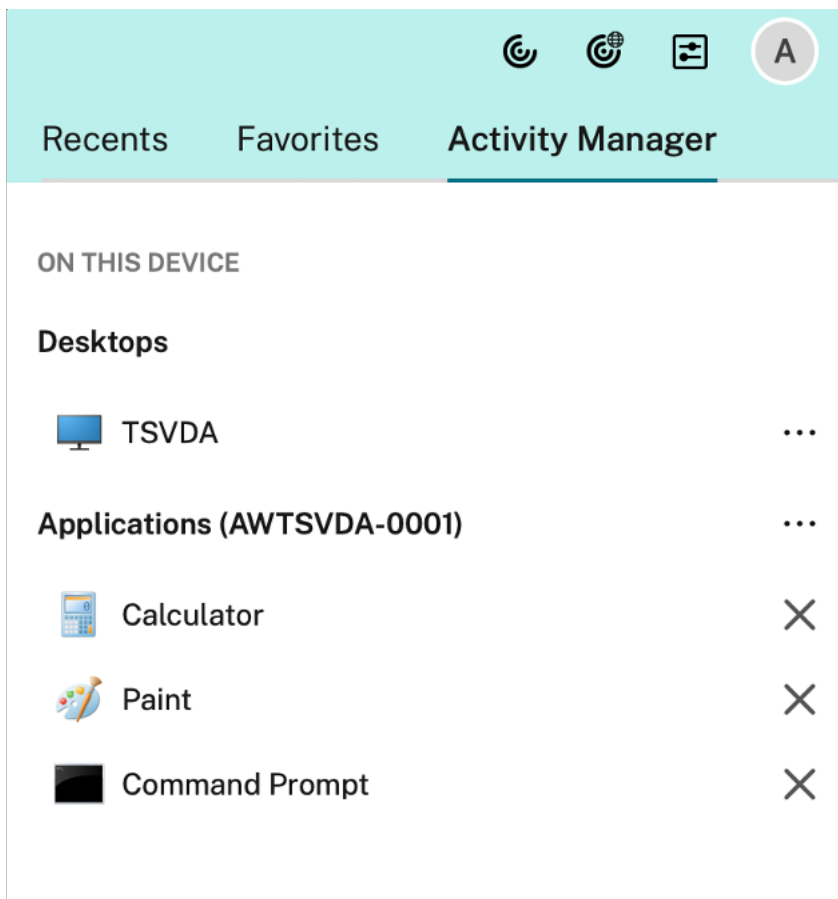 A
Recents Favorites Activity Manager
ON THIS DEVICE
Desktops
TSVDA
Applications (AWTSVDA-0001)
Calculator
Paint
Command Prompt